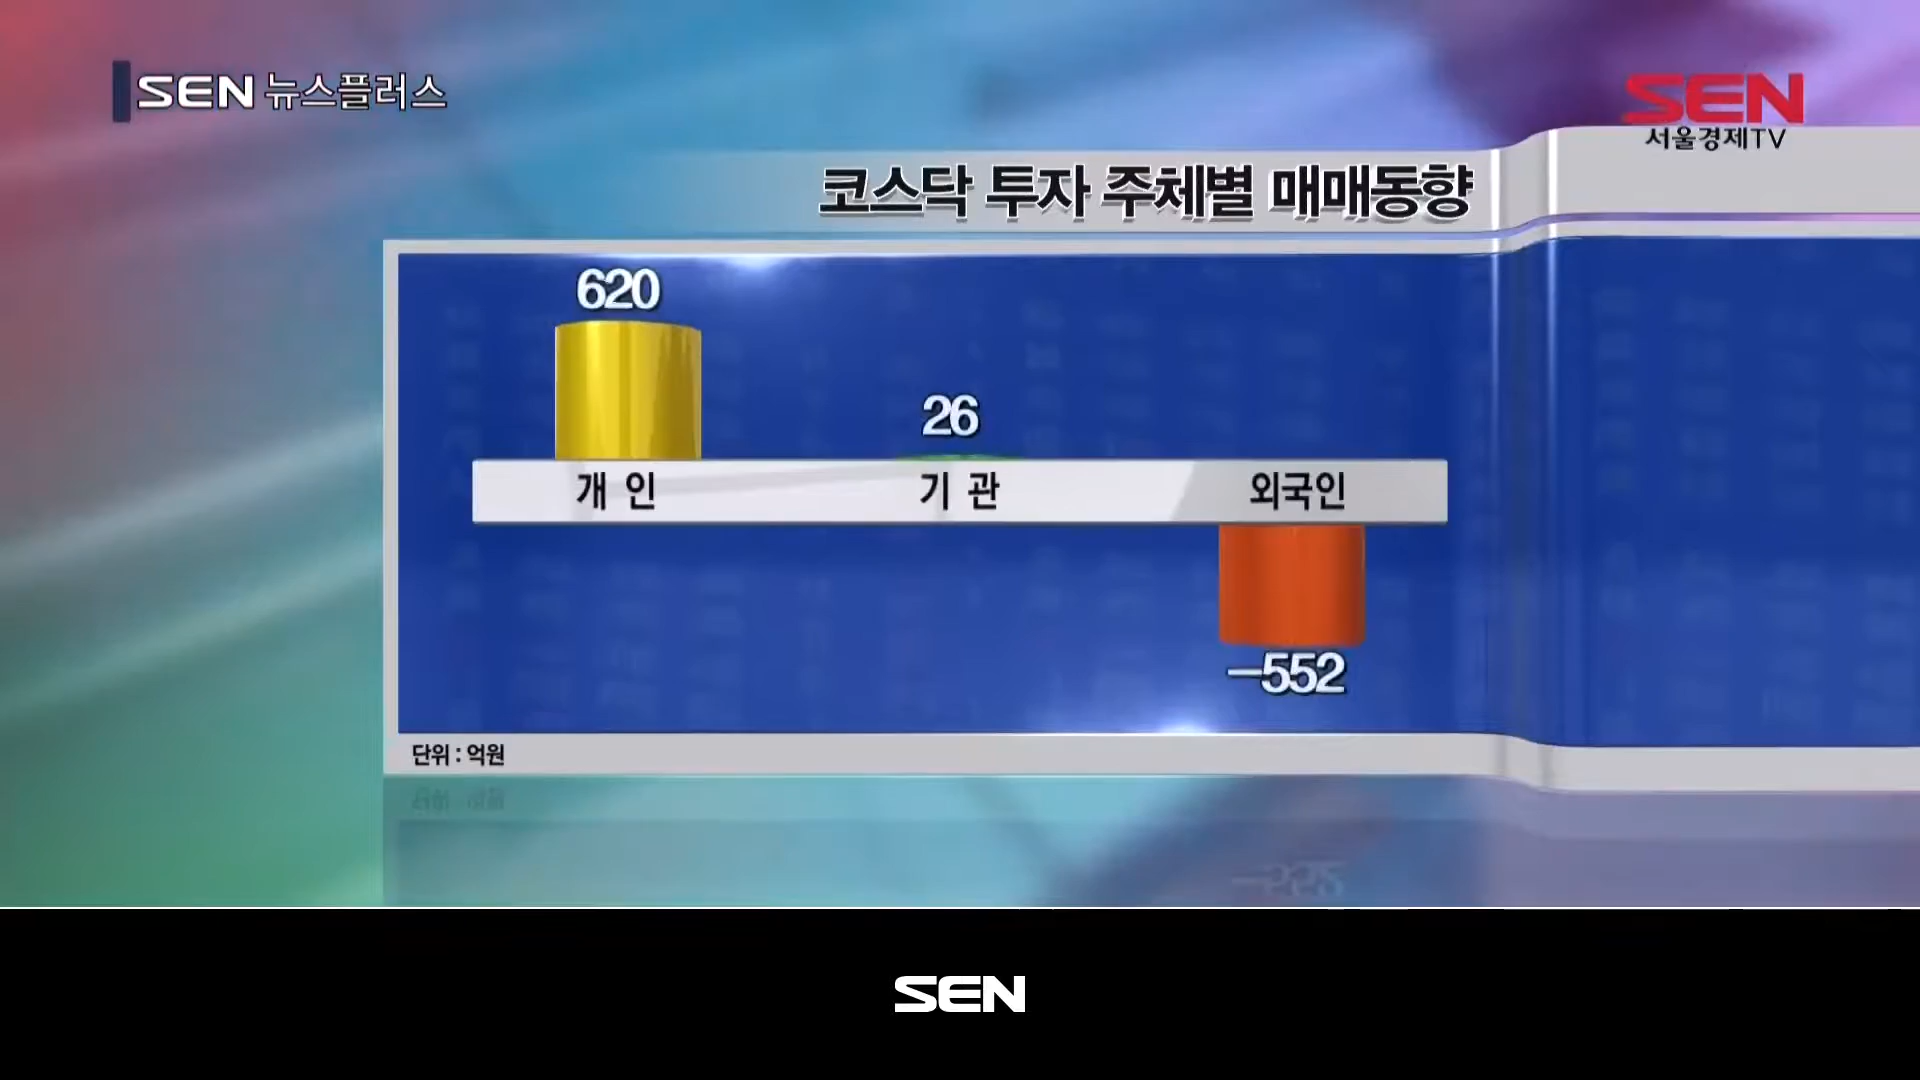 SEN 뉴스플러스
SEN
서울경제TV
코스닥 투자 주체별 매매동향
620
26
개 인
기 관
외국인
-552
단위 : 억원
SEN